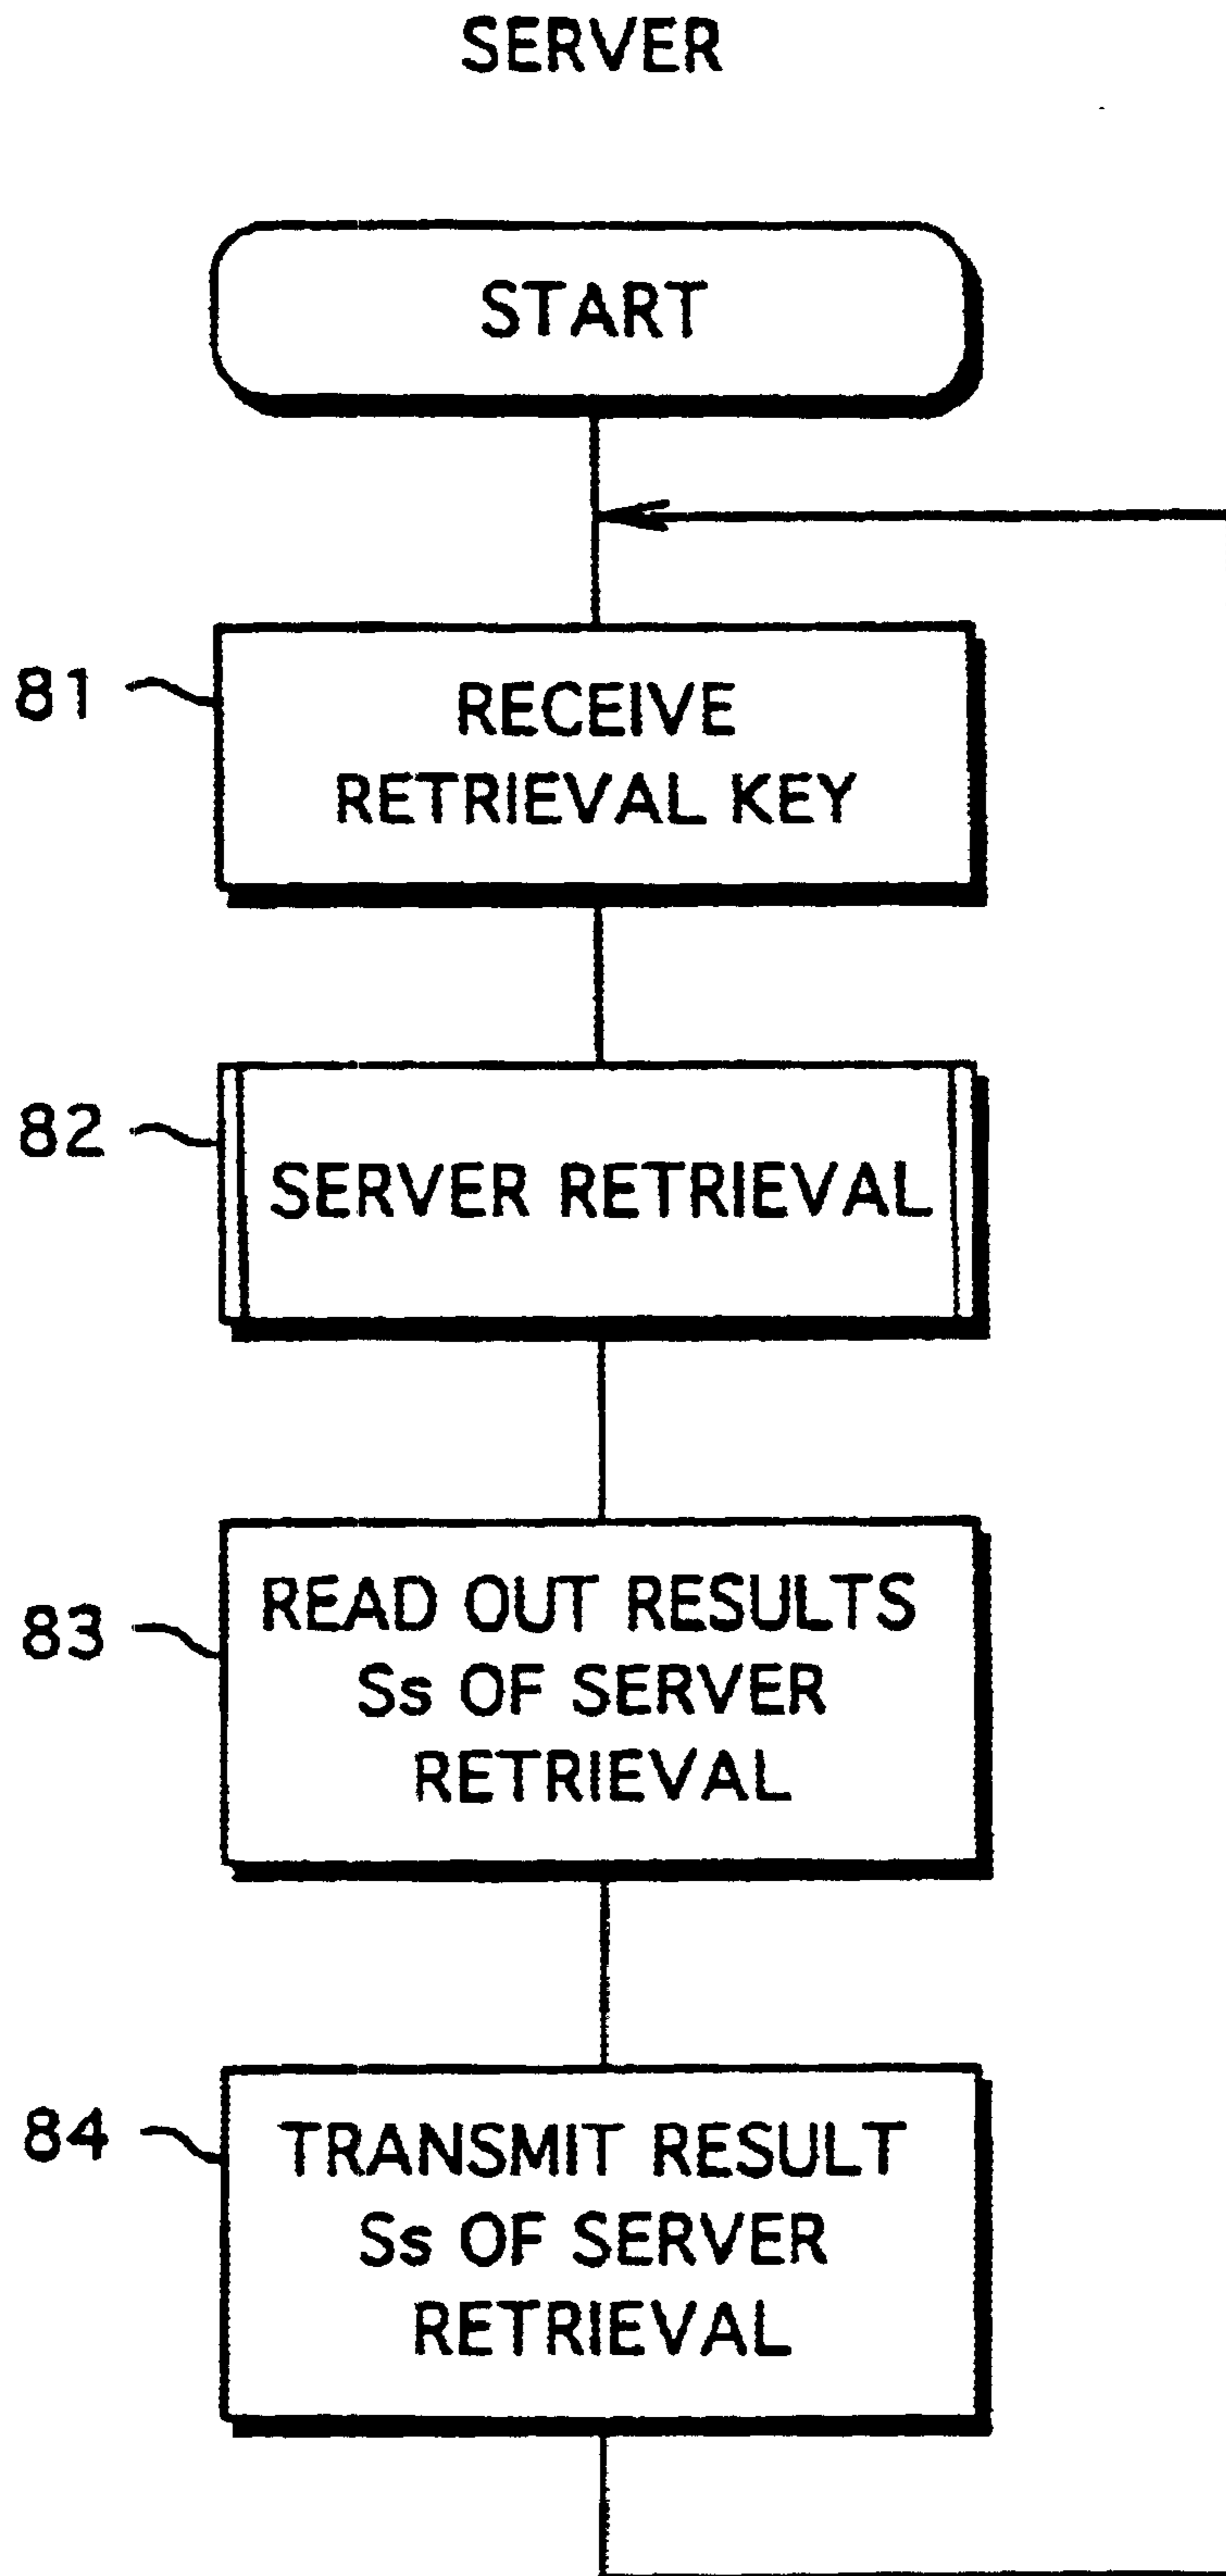 SERVER
START
81
RECEIVE
RETRIEVAL KEY
82
SERVER RETRIEVAL
83
READ OUT RESULTS
Ss OF SERVER
RETRIEVAL
84
TRANSMIT RESULT
Ss OF SERVER
RETRIEVAL